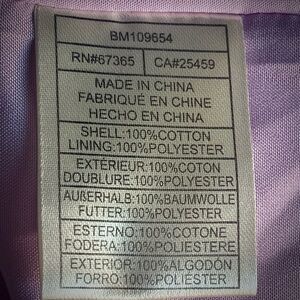 BM109654
RN#67365 CA#25459
MADE IN CHINA
FABRIQUÉ EN CHINE
HECHO EN CHINA
SHELL:100%COTTON
LINING:100%POLYESTER
EXTÉRIEUR:100%COTON
DOUBLURE:100%POLYESTER
AUßERHALB:100%BAUMWOLLE
FUTTER:100%POLYESTER
ESTERNO:100%COTONE
FODERA:100%POLIESTERE
EXTERIOR:100%ALGODÓN
FORRO:100%POLIÉSTER